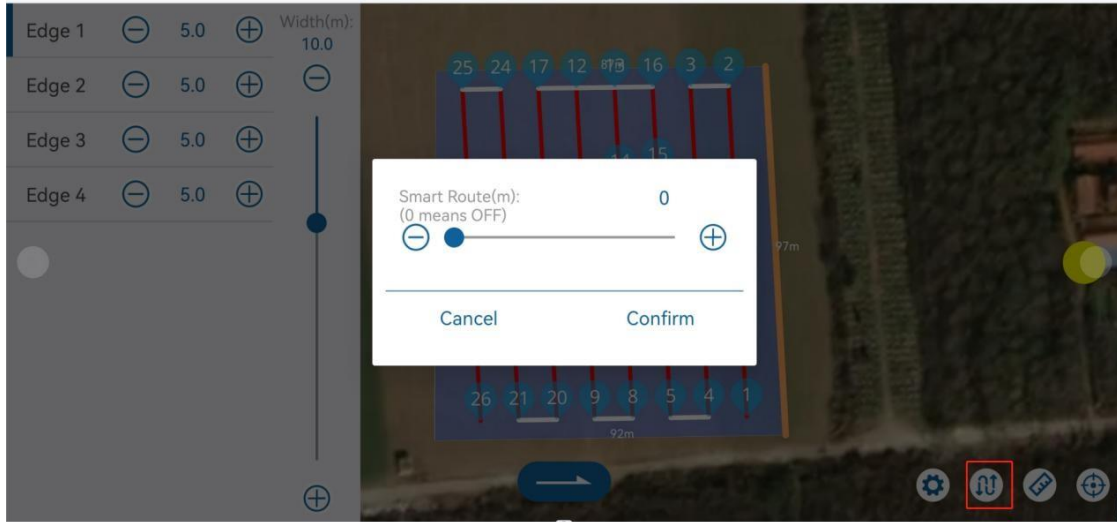 Edge 1
5.0
Edge 2
5.0
Edge 3
5.0
Edge 4
5.0
Width(m):
10.0
25 24 17 12 16 3 2
15
97m
Smart Route(m):
0
(0 means OFF)
Cancel
Confirm
26 21 20 9 8 5 4 1
92m